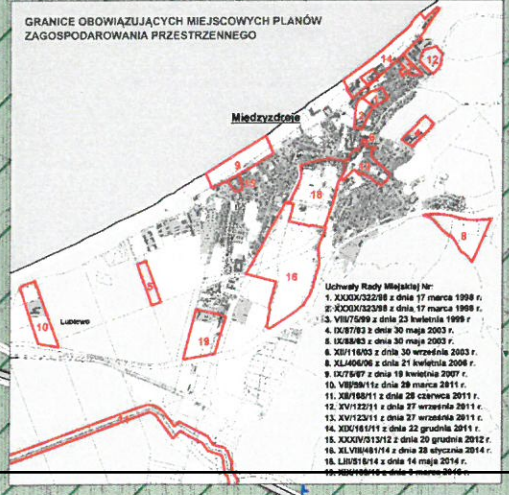 GRANICE OBOWIĄZUJĄCYCH MIEJSCOWYCH PLANÓW
ZAGOSPODAROWANIA PRZESTRZENNEGO
14
12
Międzyzdroje
9
18
8
16
5
10
Lubiewo
19
Uchwały Rady Miejskiej Nr:
1. XXXIX/322/98 z dnia 17 marca 1998 r.
2. XXXIX/323/98 z dnia 17 marca 1998 r.
3. VIII/75/99 z dnia 23 kwietnia 1999 r
4. IX/87/03 z dnia 30 maja 2003 r.
5. IX/88/03 z dnia 30 maja 2003 r.
6. XII/116/03 z dnia 30 września 2003 r.
8. XL/406/06 z dnia 21 kwietnia 2006 r.
9. IX/75/07 z dnia 19 kwietnia 2007 r.
10. VIII/59/11z dnia 29 marca 2011 r.
11. XII/98/11 z dnia 28 czerwca 2011 r.
12. XV/122/11 z dnia 27 września 2011 r.
13. XV/123/11 z dnia 27 września 2011 r.
14. XIX/161/11 z dnia 22 grudnia 2011 r.
15. XXXIV/313/12 z dnia 20 grudnia 2012 r.
16. XLVIII/481/14 z dnia 28 stycznia 2014 r.
18. LIII/516/14 z dnia 14 maja 2014 r.